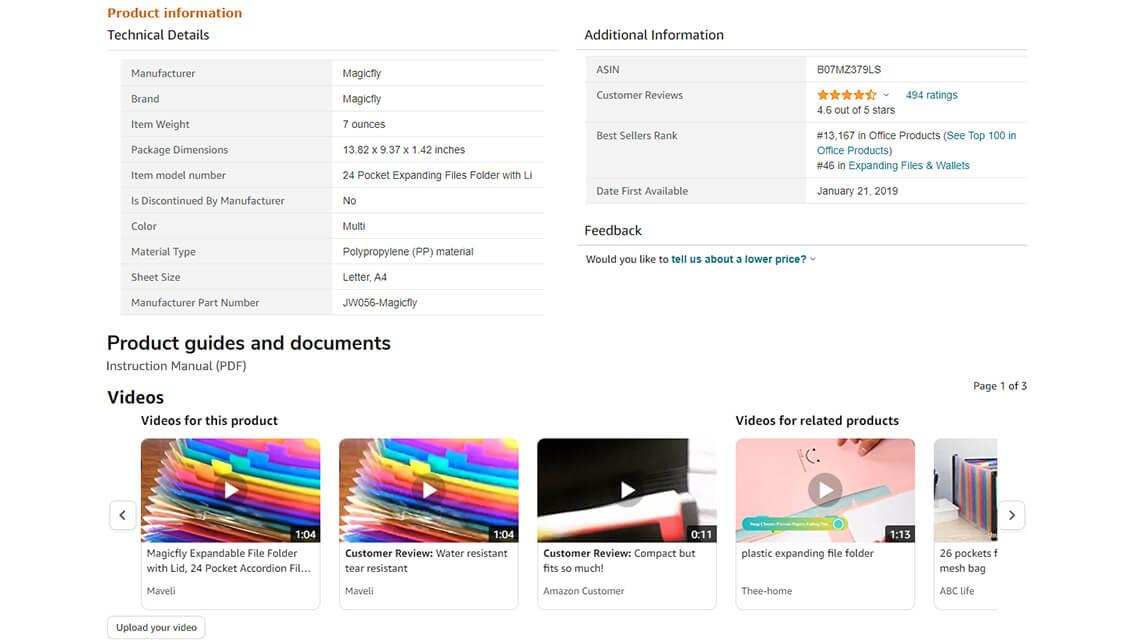 Product information
Technical Details
Manufacturer Magicfly
Brand Magicfly
Item Weight 7 ounces
Package Dimensions 13.82 x 9.37 x 1.42 inches
Item model number 24 Pocket Expanding Files Folder with Li
Is Discontinued By Manufacturer No
Color Multi
Material Type Polypropylene (PP) material
Sheet Size Letter, A4
Manufacturer Part Number JW056-Magicfly
Additional Information
ASIN B07MZ379LS
Customer Reviews 494 ratings
4.6 out of 5 stars
Best Sellers Rank #13,167 in Office Products (See Top 100 in
Office Products)
#46 in Expanding Files & Wallets
Date First Available January 21, 2019
Feedback
Would you like to tell us about a lower price?
Product guides and documents
Instruction Manual (PDF)
Videos
Page 1 of 3
Videos for this product
Videos for related products
1:04
1:04
0:11
1:13
Magicfly Expandable File Folder
with Lid, 24 Pocket Accordion Fil...
Maveli
Customer Review: Water resistant
tear resistant
Maveli
Customer Review: Compact but
fits so much!
Amazon Customer
plastic expanding file folder
Thee-home
26 pockets f
mesh bag
ABC life
Upload your video